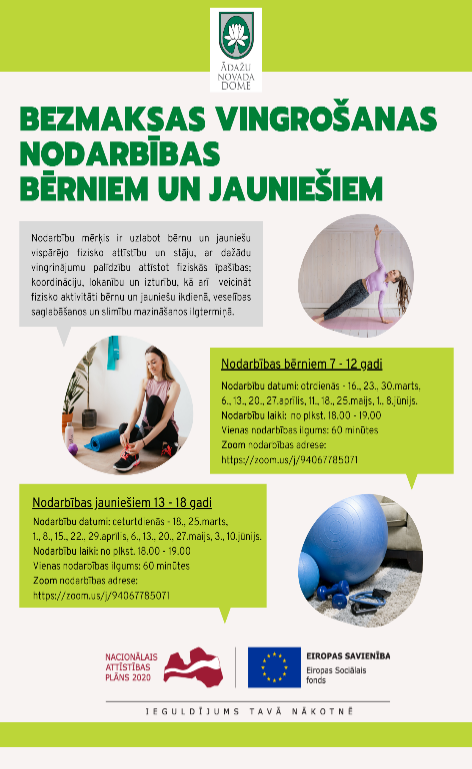 ĀDAŽU
NOVADA
DOME
BEZMAKSAS VINGROŠANAS
NODARBĪBAS
BĒRNIEM UN JAUNIEŠIEM
Nodarbību mērķis ir uzlabot bērnu un jauniešu
vispārējo fizisko attīstību un stāju, ar dažādu
vingrinājumu palīdzību attīstot fiziskās īpašības;
koordināciju, lokanību un izturību, kā arī veicināt
fizisko aktivitāti bērnu un jauniešu ikdienā, veselības
saglabāšanos un slimību mazināšanos ilgtermiņā.
Nodarbības bērniem 7 - 12 gadi
Nodarbību datumi: otrdienās - 16., 23., 30.marts,
6., 13., 20., 27.aprīlis, 11., 18., 25.maijs, 1., 8.jūnijs.
Nodarbību laiki: no plkst. 18.00 - 19.00
Vienas nodarbības ilgums: 60 minūtes
Zoom nodarbības adrese:
https://zoom.us/j/94067785071
Nodarbības jauniešiem 13 - 18 gadi
Nodarbību datumi: ceturtdienās - 18., 25.marts,
1., 8., 15., 22., 29.aprīlis, 6., 13., 20., 27.maijs, 3., 10.jūnijs.
Nodarbību laiki: no plkst. 18.00 - 19.00
Vienas nodarbības ilgums: 60 minūtes
Zoom nodarbības adrese:
https://zoom.us/j/94067785071
NACIONĀLAIS
ATTĪSTĪBAS
PLĀNS 2020
EIROPAS SAVIENĪBA
Eiropas Sociālais
fonds
IEGULDĪJUMS TAVĀ NĀKOTNĒ